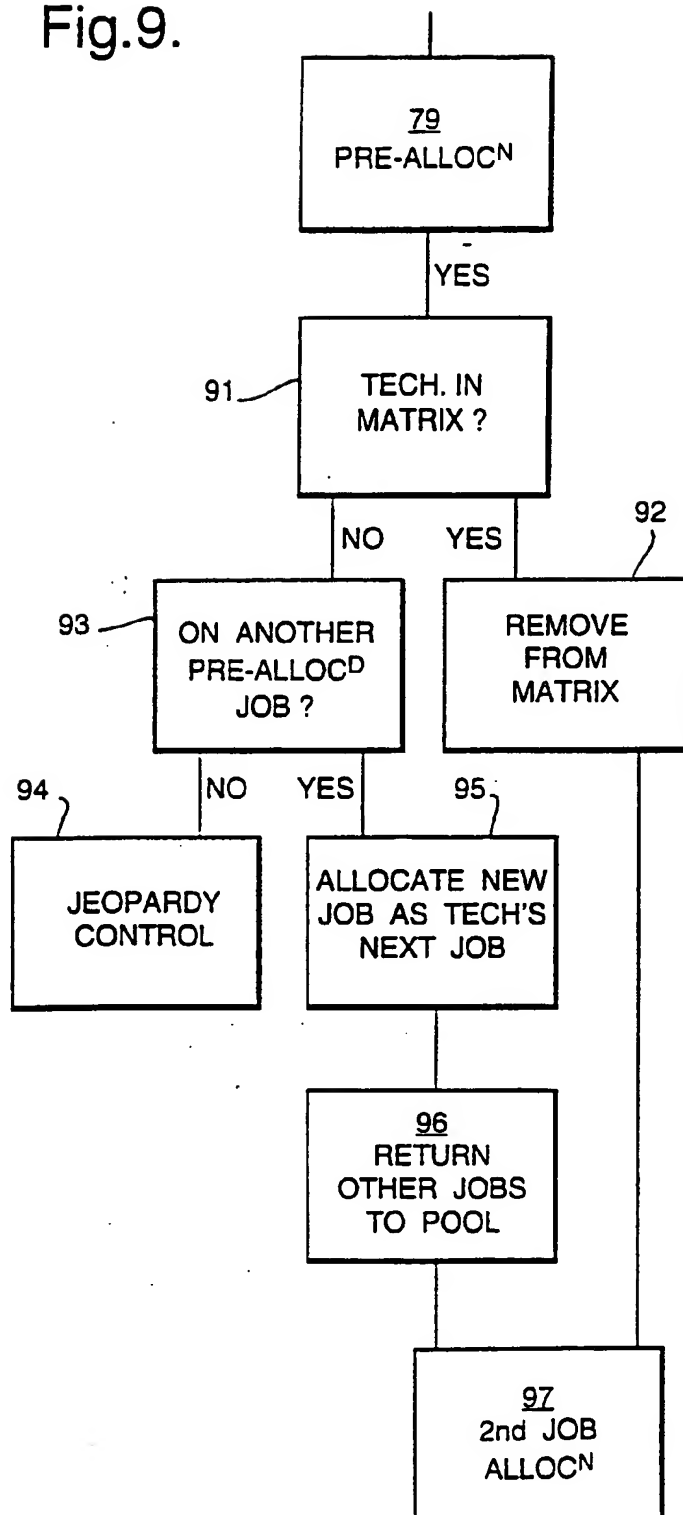 Fig.9.
79
PRE-ALLOCN
YES
91
TECH. IN
MATRIX ?
NO
YES
92
93
ON ANOTHER
PRE-ALLOCD
JOB ?
REMOVE
FROM
MATRIX
NO
YES
94
95
JEOPARDY
CONTROL
ALLOCATE NEW
JOB AS TECH'S
NEXT JOB
96
RETURN
OTHER JOBS
TO POOL
97
2nd JOB
ALLOCN